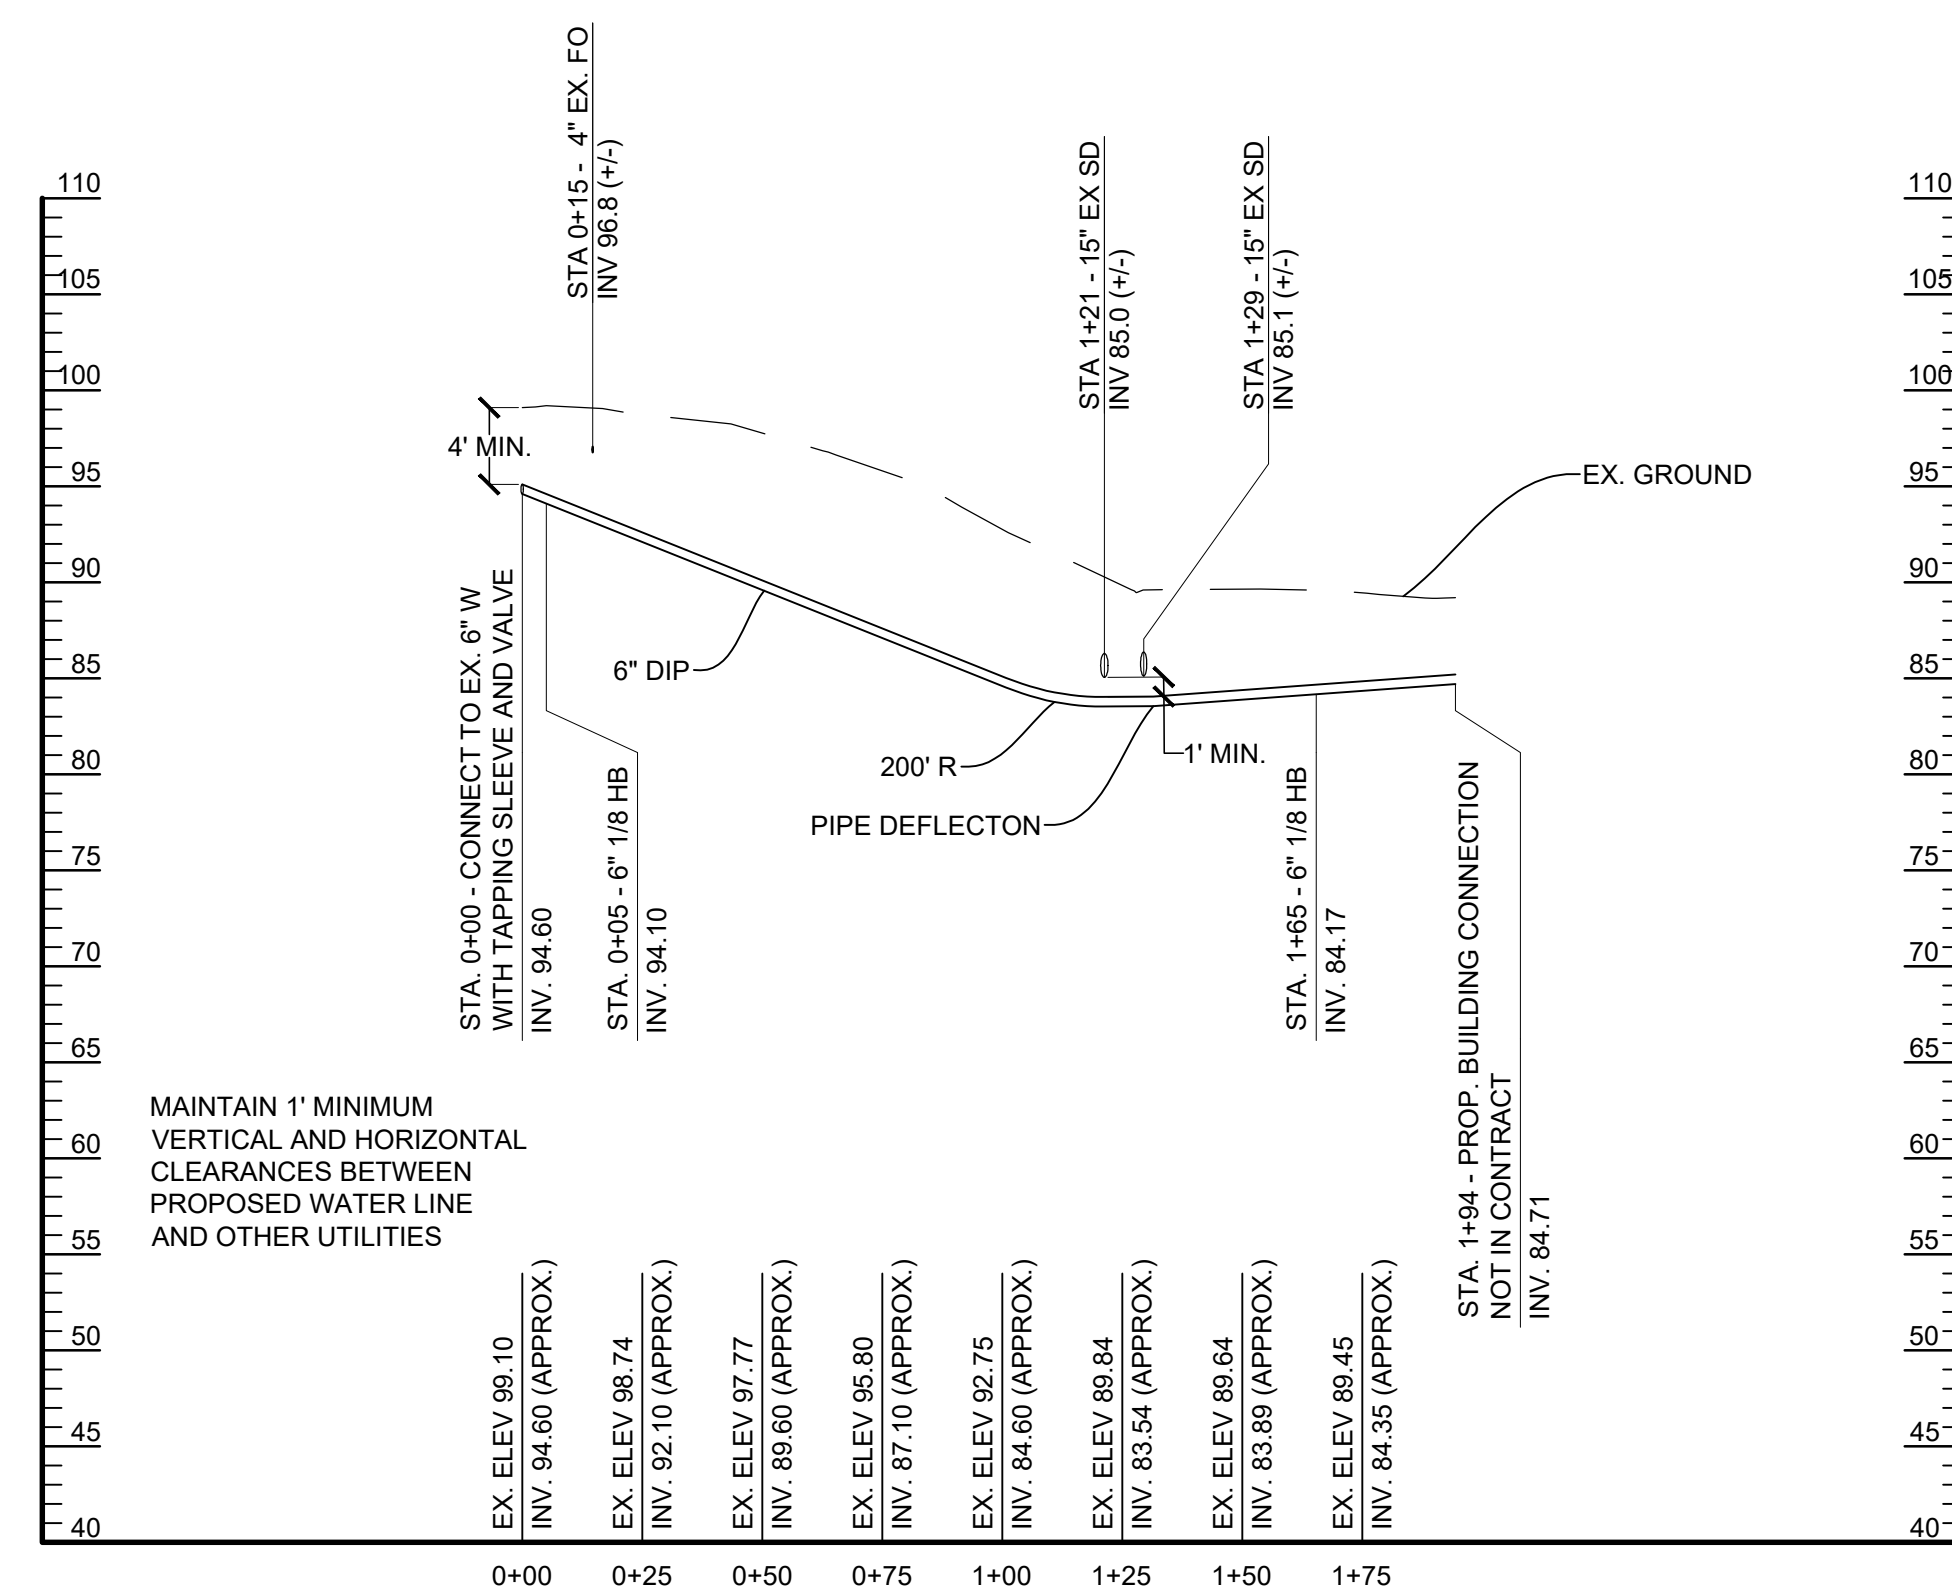 STA 0+15 - 4" EX. FO
INV 96.8 (+/-)
STA 1+21 - 15" EX SD
INV 85.0 (+/-)
STA 1+29 - 15" EX SD
INV 85.1 (+/-)
110
105
100
95
90
85
80
75
70
65
60
55
50
45
40
110
105
100
95
90
85
80
75
70
65
60
55
50
45
40
4' MIN.
EX. GROUND
6" DIP
200' R
1' MIN.
PIPE DEFLECTON
STA. 0+00 - CONNECT TO EX. 6" W
WITH TAPPING SLEEVE AND VALVE
INV. 94.60
STA. 0+05 - 6" 1/8 HB
INV. 94.10
STA. 1+65 - 6" 1/8 HB
INV. 84.17
STA. 1+94 - PROP. BUILDING CONNECTION
NOT IN CONTRACT
INV. 84.71
MAINTAIN 1' MINIMUM
VERTICAL AND HORIZONTAL
CLEARANCES BETWEEN
PROPOSED WATER LINE
AND OTHER UTILITIES
EX. ELEV 99.10
INV. 94.60 (APPROX.)
EX. ELEV 98.74
INV. 92.10 (APPROX.)
EX. ELEV 97.77
INV. 89.60 (APPROX.)
EX. ELEV 95.80
INV. 87.10 (APPROX.)
EX. ELEV 92.75
INV. 84.60 (APPROX.)
EX. ELEV 89.84
INV. 83.54 (APPROX.)
EX. ELEV 89.64
INV. 83.89 (APPROX.)
EX. ELEV 89.45
INV. 84.35 (APPROX.)
0+00
0+25
0+50
0+75
1+00
1+25
1+50
1+75